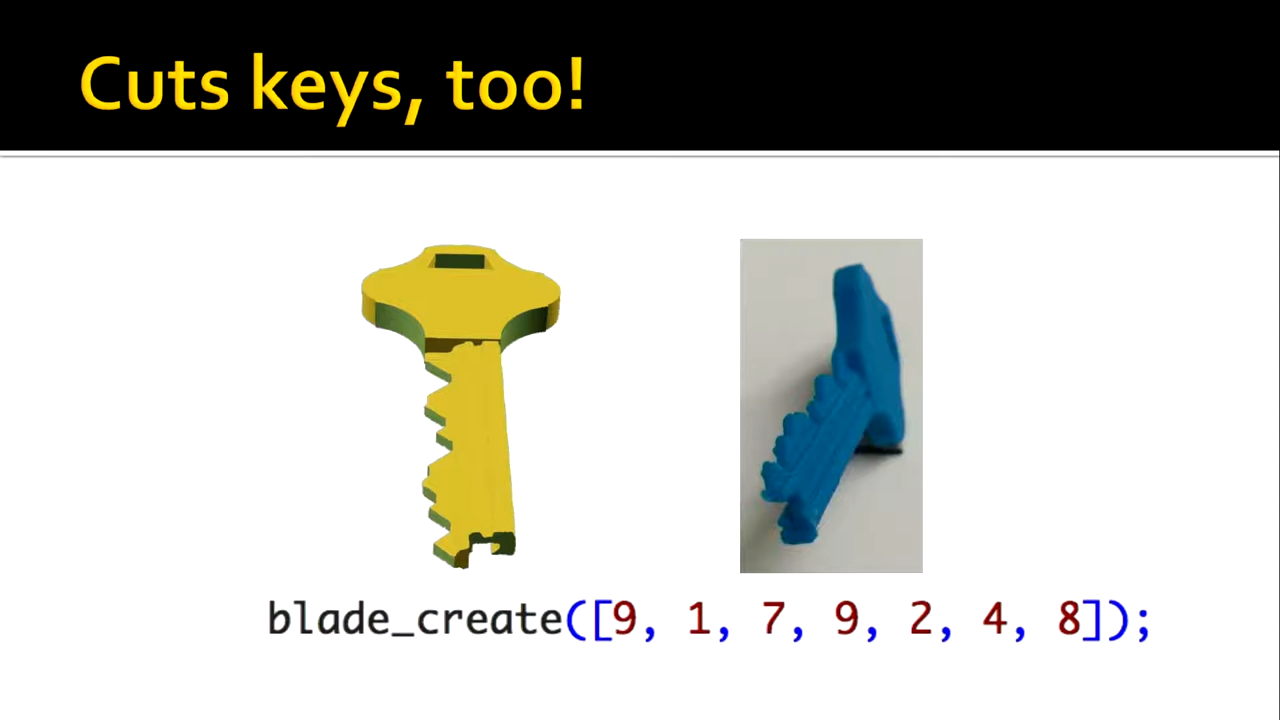 Cuts keys, too!
blade_create([9, 1, 7, 9, 2, 4, 8]);